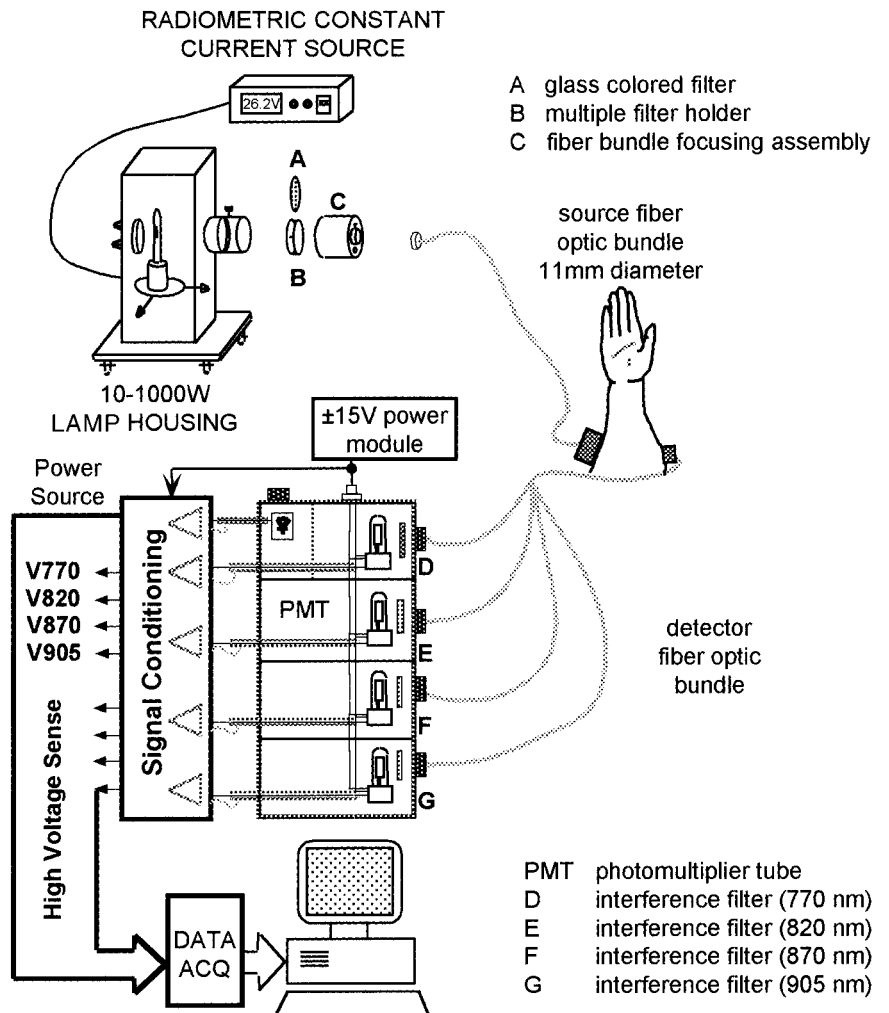 RADIOMETRIC CONSTANT
CURRENT SOURCE
26.2V
A glass colored filter
B multiple filter holder
C fiber bundle focusing assembly
A
C
B
source fiber
optic bundle
11mm diameter
10-1000W
LAMP HOUSING
±15V power
module
Power
Source
V770
V820
V870
V905
High Voltage Sense
Signal Conditioning
PMT
D
E
F
G
detector
fiber optic
bundle
DATA
ACQ
PMT photomultiplier tube
D interference filter (770 nm)
E interference filter (820 nm)
F interference filter (870 nm)
G interference filter (905 nm)